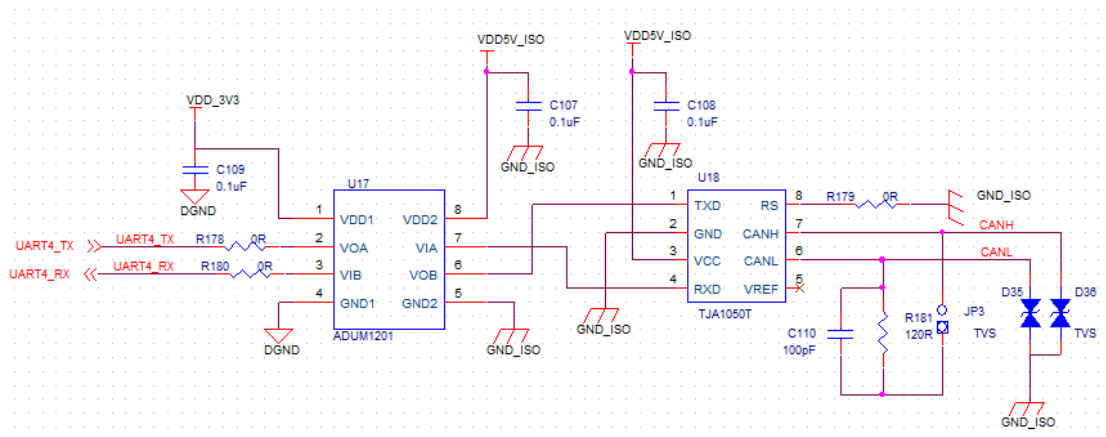 VDD5V_ISO
VDD5V_ISO
VDD_3V3
C107
0.1uF
C108
0.1uF
C109
0.1uF
GND_ISO
GND_ISO
DGND
U17
U18
1 VDD1 VDD2 8
2 VOA VIA 7
3 VIB VOB 6
4 GND1 GND2 5
ADUM1201
UART4_TX UART4_TX R178 0R
UART4_RX UART4_RX R180 0R
DGND
GND_ISO
1 TXD RS 8
2 GND CANH 7
3 VCC CANL 6
4 RXD VREF 5
TJA1050T
R179 0R
GND_ISO
CANH
CANL
GND_ISO
C110
100pF
R181
120R
JP3
D35
TVS
D36
TVS
GND_ISO